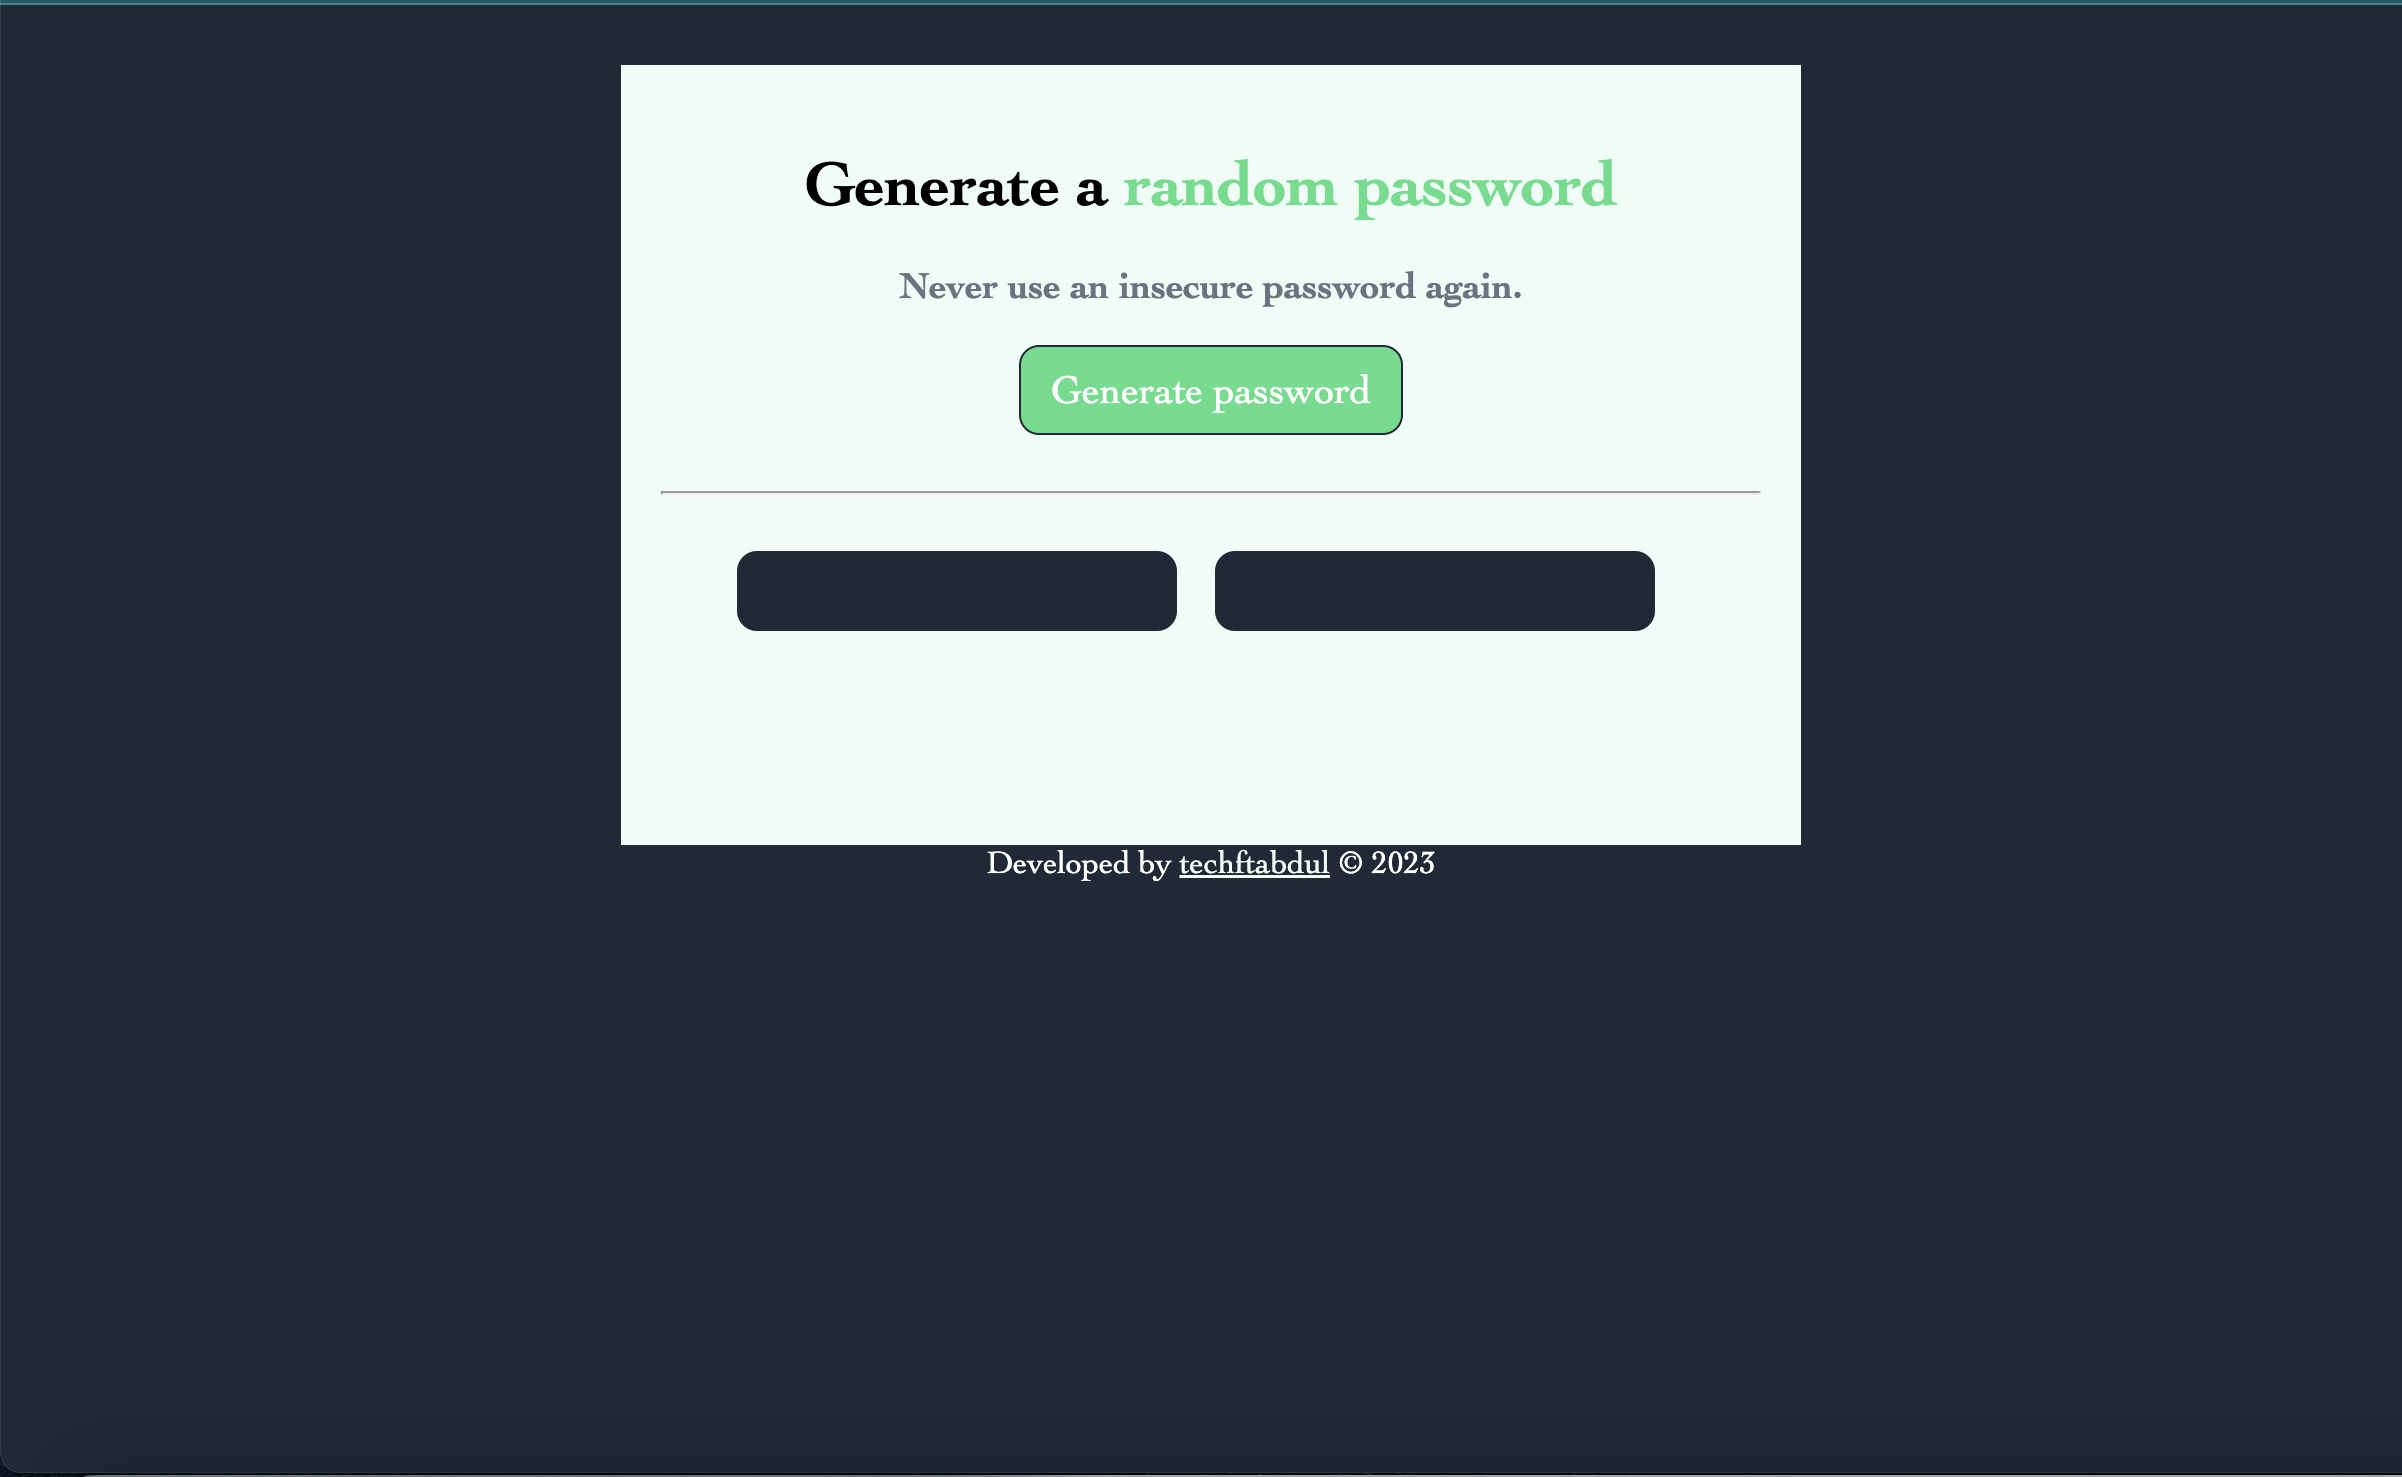 Generate a random password
Never use an insecure password again.
Generate password
Developed by techftabdul © 2023